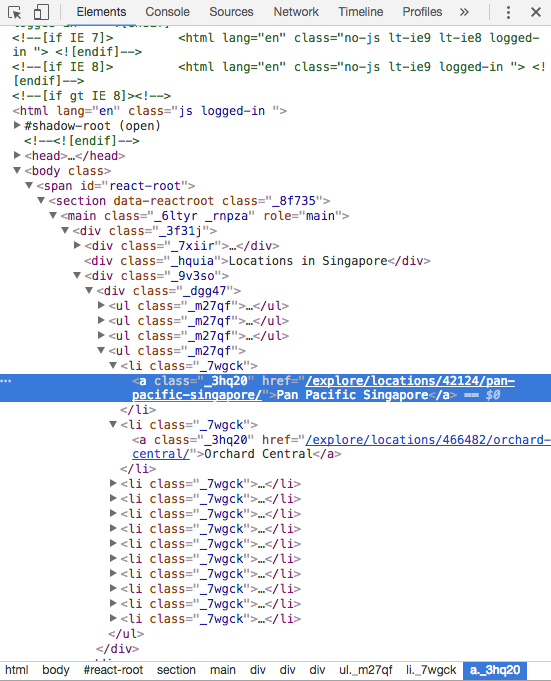 Elements Console Sources Network Timeline Profiles »
<!--[if IE 7]> <html lang="en" class="no-js lt-ie9 lt-ie8 logged-
in "> <![endif]-->
<!--[if IE 8]> <html lang="en" class="no-js lt-ie9 logged-in "> <!
[endif]-->
<!--[if gt IE 8]><!-->
<html lang="en" class="js logged-in ">
#shadow-root (open)
<!--<![endif]-->
<head>…</head>
<body class>
<span id="react-root">
<section data-reactroot class="_8f735">
<main class="_6ltyr _rnpza" role="main">
<div class="_3f31j">
<div class="_7xiir">…</div>
<div class="_hquia">Locations in Singapore</div>
<div class="_9v3so">
<div class="_dgg47">
<ul class="_m27qf">…</ul>
<ul class="_m27qf">…</ul>
<ul class="_m27qf">…</ul>
<ul class="_m27qf">
<li class="_7wgck">
<a class="_3hq20" href="/explore/locations/42124/pan-
pacific-singapore/">Pan Pacific Singapore</a> == $0
</li>
<li class="_7wgck">
<a class="_3hq20" href="/explore/locations/466482/orchard-
central/">Orchard Central</a>
</li>
<li class="_7wgck">…</li>
<li class="_7wgck">…</li>
<li class="_7wgck">…</li>
<li class="_7wgck">…</li>
<li class="_7wgck">…</li>
<li class="_7wgck">…</li>
<li class="_7wgck">…</li>
<li class="_7wgck">…</li>
<li class="_7wgck">…</li>
<li class="_7wgck">…</li>
</ul>
</div>
html body #react-root section main div div div ul._m27qf li._7wgck a._3hq20